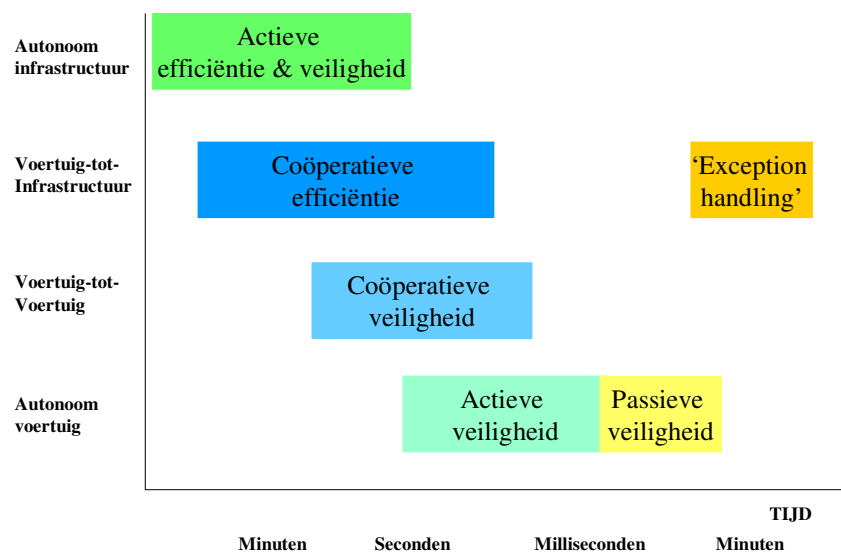 Autonoom
infrastructuur
Actieve
efficiëntie & veiligheid
Voertuig-tot-
Infrastructuur
Coöperatieve
efficiëntie
‘Exception
handling’
Voertuig-tot-
Voertuig
Coöperatieve
veiligheid
Autonoom
voertuig
Actieve
veiligheid
Passieve
veiligheid
TIJD
Minuten Seconden Milliseconden Minuten